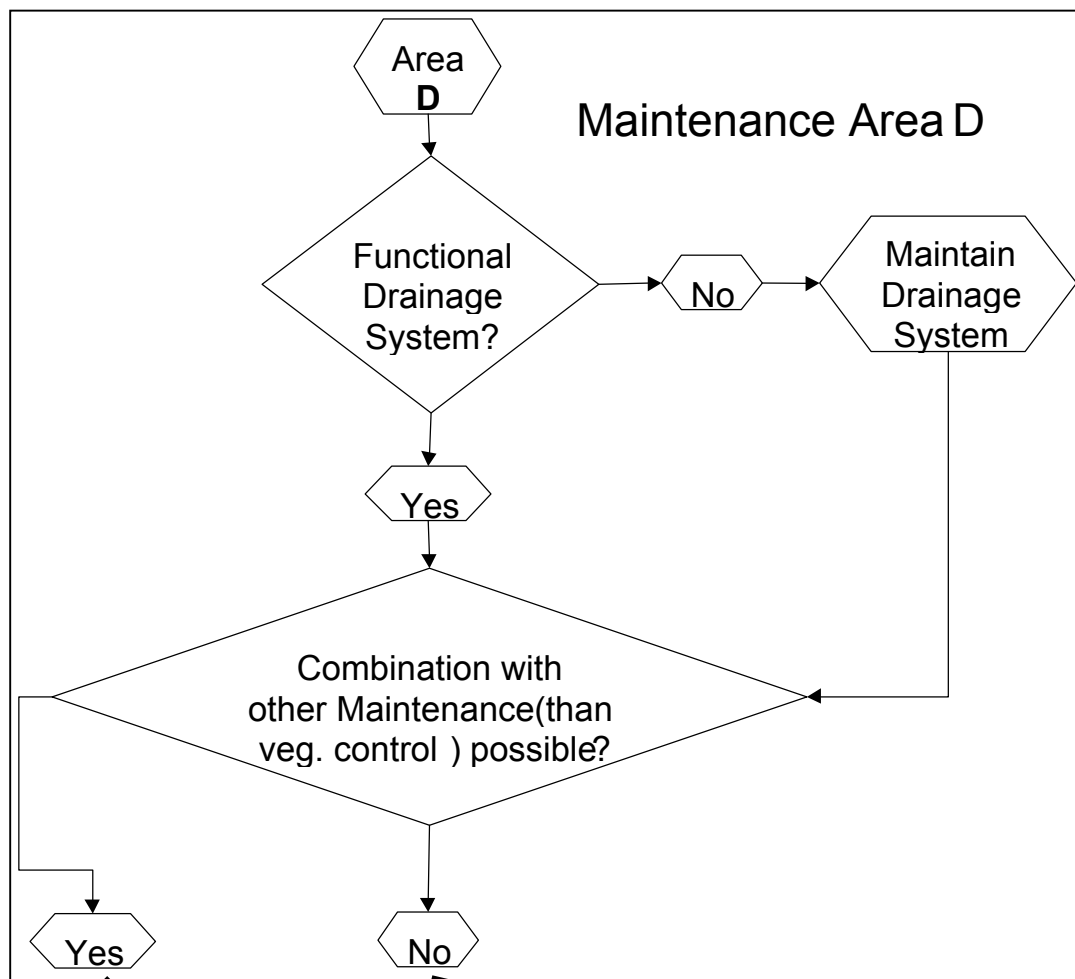 Area
D
Maintenance Area D
Functional
Drainage
System?
No
Maintain
Drainage
System
Yes
Combination with
other Maintenance(than
veg. control ) possible?
Yes
No